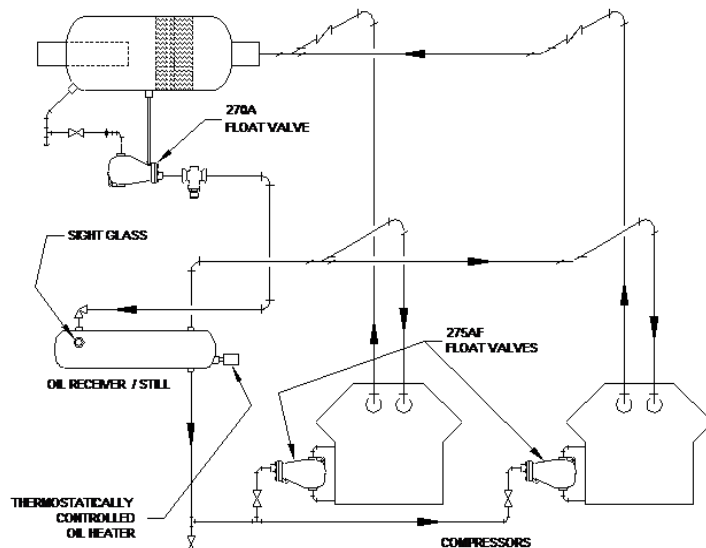 270A
FLOAT VALVE
SIGHT GLASS
275AF
FLOAT VALVES
OIL RECEIVER / STILL
THERMOSTATICALLY
CONTROLLED
OIL HEATER
COMPRESSORS